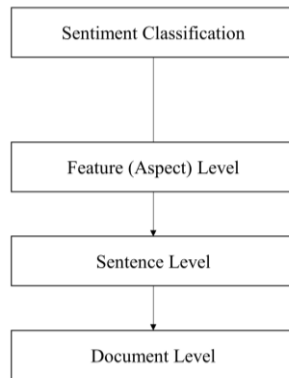 Sentiment Classification
Feature (Aspect) Level
Sentence Level
Document Level